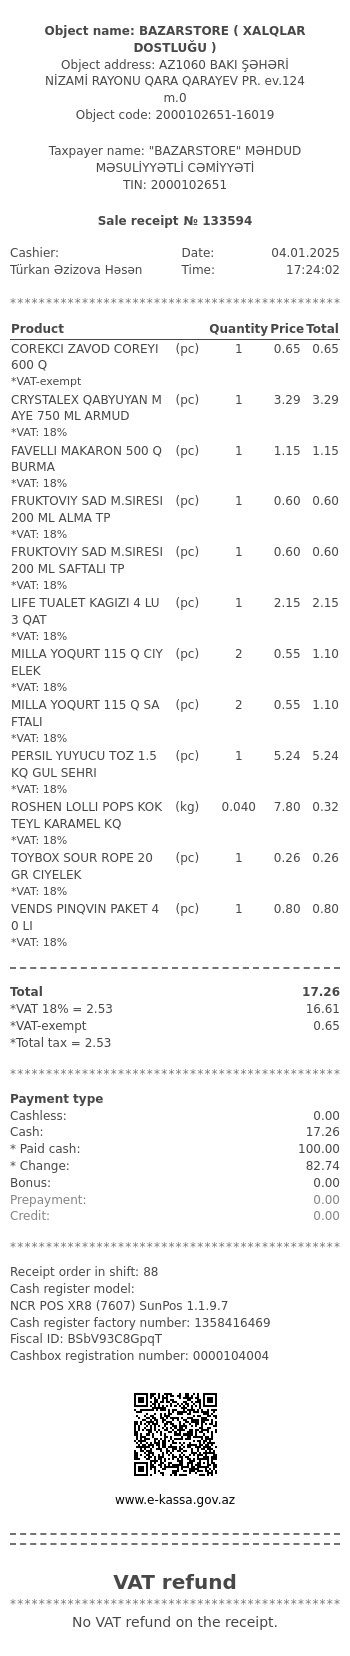 Object name: BAZARSTORE ( XALQLAR
DOSTLUĞU )
Object address: AZ1060 BAKI ŞƏHƏRİ
NİZAMİ RAYONU QARA QARAYEV PR. ev.124
m.0
Object code: 2000102651-16019
Taxpayer name: "BAZARSTORE" MƏHDUD
MƏSULİYYƏTLİ CƏMİYYƏTİ
TIN: 2000102651
Sale receipt № 133594
Cashier: Date: 04.01.2025
Türkan Əzizova Həsən Time: 17:24:02
**********************************************
Product Quantity Price Total
COREKCI ZAVOD COREYI (pc) 1 0.65 0.65
600 Q
*VAT-exempt
CRYSTALEX QABYUYAN M (pc) 1 3.29 3.29
AYE 750 ML ARMUD
*VAT: 18%
FAVELLI MAKARON 500 Q (pc) 1 1.15 1.15
BURMA
*VAT: 18%
FRUKTOVIY SAD M.SIRESI (pc) 1 0.60 0.60
200 ML ALMA TP
*VAT: 18%
FRUKTOVIY SAD M.SIRESI (pc) 1 0.60 0.60
200 ML SAFTALI TP
*VAT: 18%
LIFE TUALET KAGIZI 4 LU (pc) 1 2.15 2.15
3 QAT
*VAT: 18%
MILLA YOQURT 115 Q CIY (pc) 2 0.55 1.10
ELEK
*VAT: 18%
MILLA YOQURT 115 Q SA (pc) 2 0.55 1.10
FTALI
*VAT: 18%
PERSIL YUYUCU TOZ 1.5 (pc) 1 5.24 5.24
KQ GUL SEHRI
*VAT: 18%
ROSHEN LOLLI POPS KOK (kg) 0.040 7.80 0.32
TEYL KARAMEL KQ
*VAT: 18%
TOYBOX SOUR ROPE 20 (pc) 1 0.26 0.26
GR CIYELEK
*VAT: 18%
VENDS PINQVIN PAKET 4 (pc) 1 0.80 0.80
0 LI
*VAT: 18%
Total 17.26
*VAT 18% = 2.53 16.61
*VAT-exempt 0.65
*Total tax = 2.53
**********************************************
Payment type
Cashless: 0.00
Cash: 17.26
* Paid cash: 100.00
* Change: 82.74
Bonus: 0.00
Prepayment: 0.00
Credit: 0.00
**********************************************
Receipt order in shift: 88
Cash register model:
NCR POS XR8 (7607) SunPos 1.1.9.7
Cash register factory number: 1358416469
Fiscal ID: BSbV93C8GpqT
Cashbox registration number: 0000104004
www.e-kassa.gov.az
VAT refund
**********************************************
No VAT refund on the receipt.